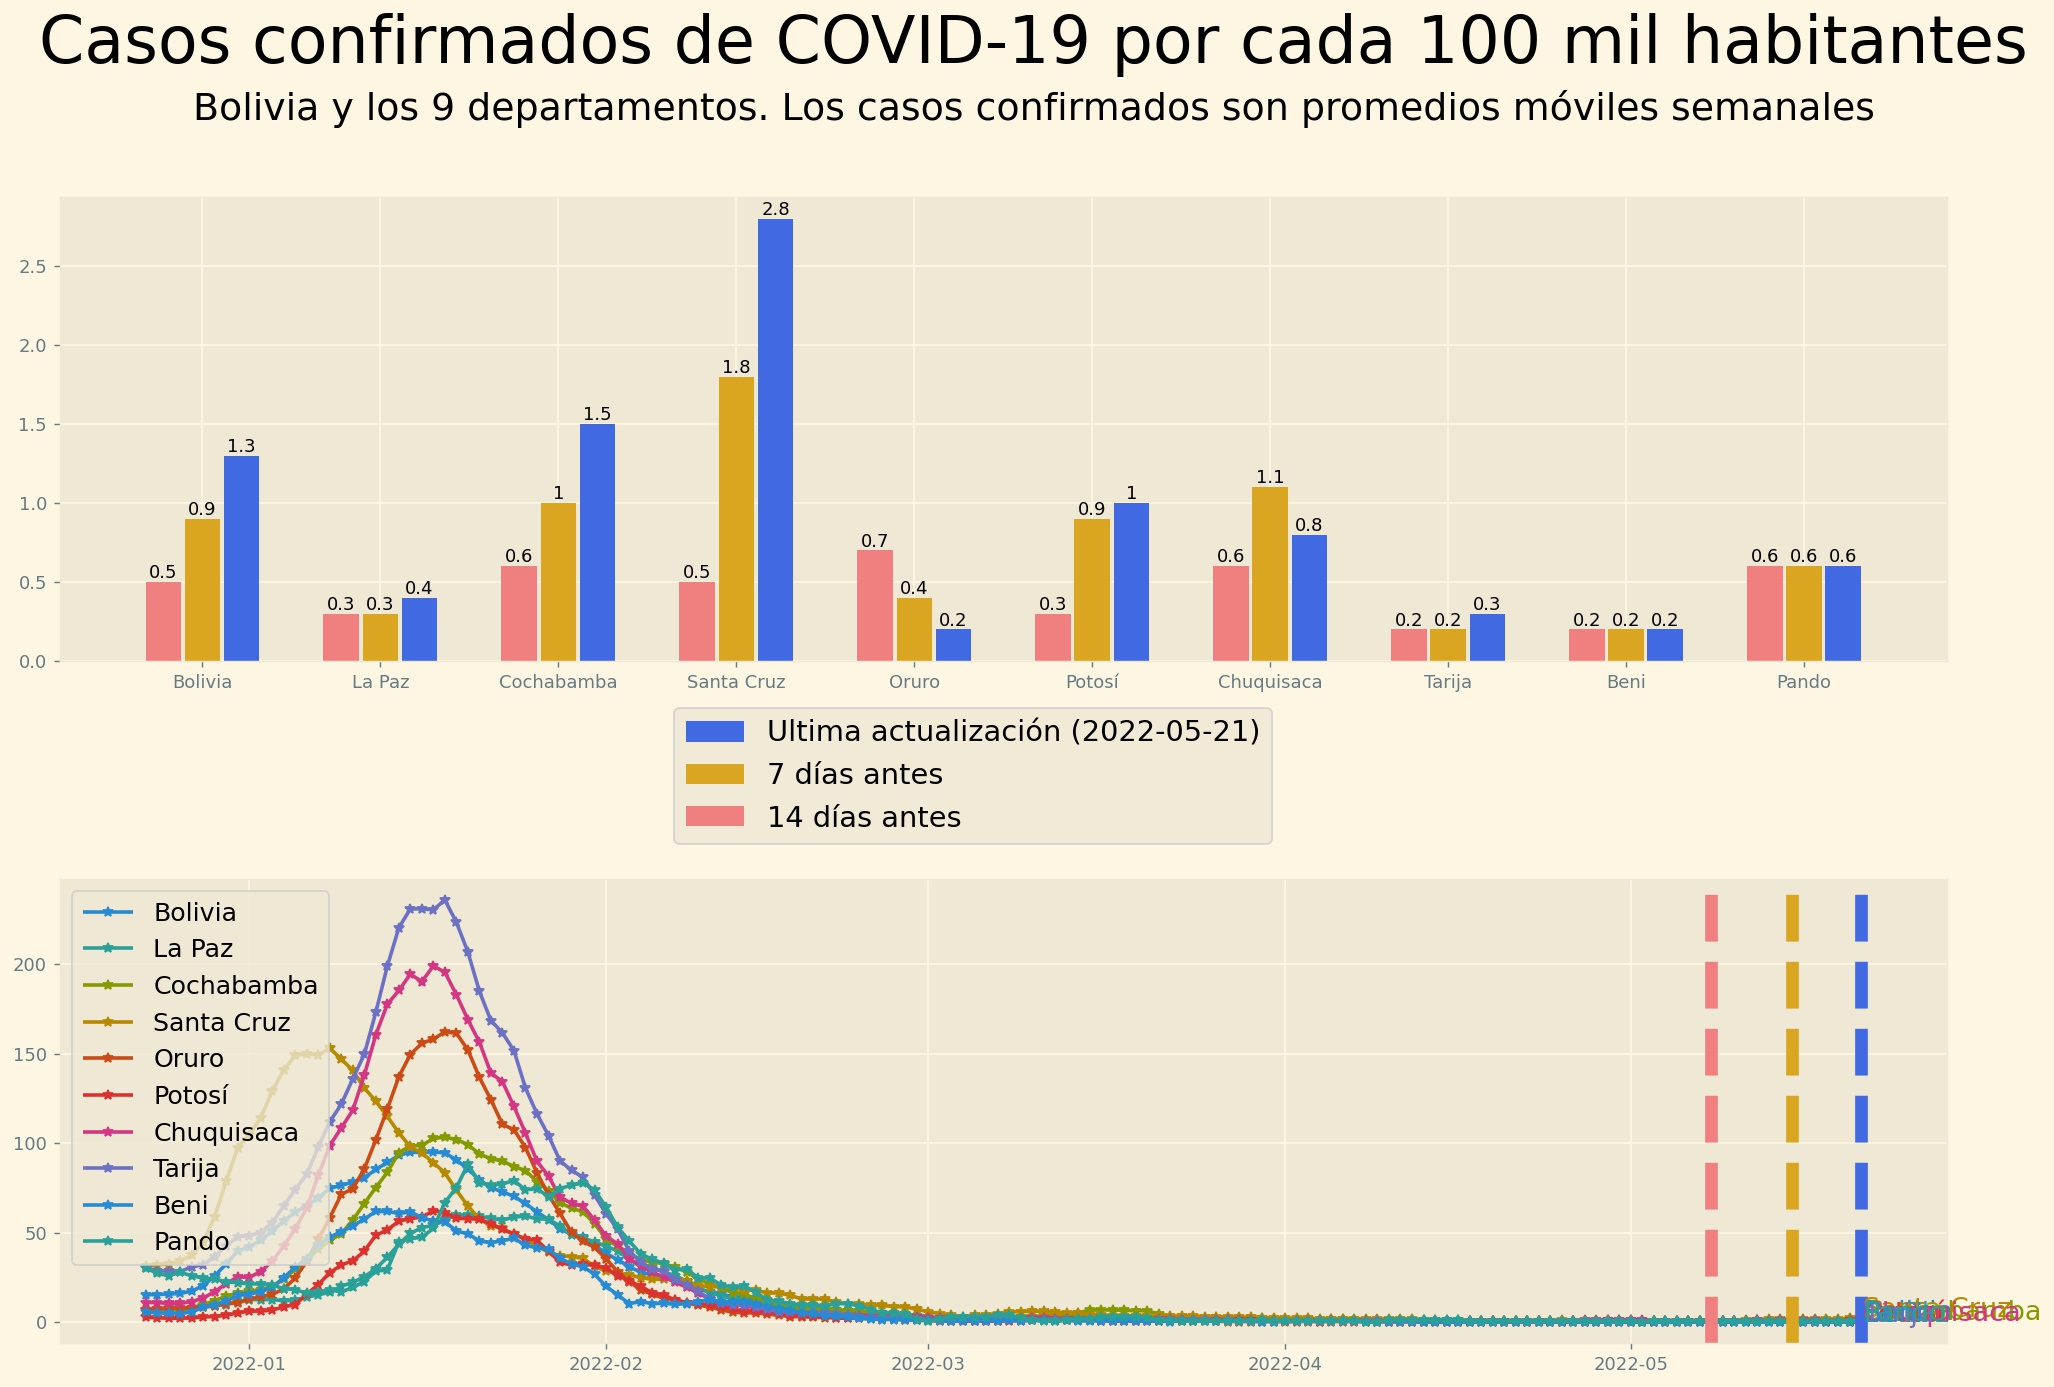 Casos confirmados de COVID-19 por cada 100 mil habitantes
Bolivia y los 9 departamentos. Los casos confirmados son promedios móviles semanales
2.5
2.0
1.5
1.0
0.5
0.0
0.5 0.9 1.3
0.3 0.3 0.4
0.6 1 1.5
0.5 1.8 2.8
0.7 0.4 0.2
0.3 0.9 1
0.6 1.1 0.8
0.2 0.2 0.3
0.2 0.2 0.2
0.6 0.6 0.6
Bolivia La Paz Cochabamba Santa Cruz Oruro Potosí Chuquisaca Tarija Beni Pando
Ultima actualización (2022-05-21)
7 días antes
14 días antes
Bolivia
La Paz
Cochabamba
Santa Cruz
Oruro
Potosí
Chuquisaca
Tarija
Beni
Pando
200
150
100
50
0
2022-01 2022-02 2022-03 2022-04 2022-05